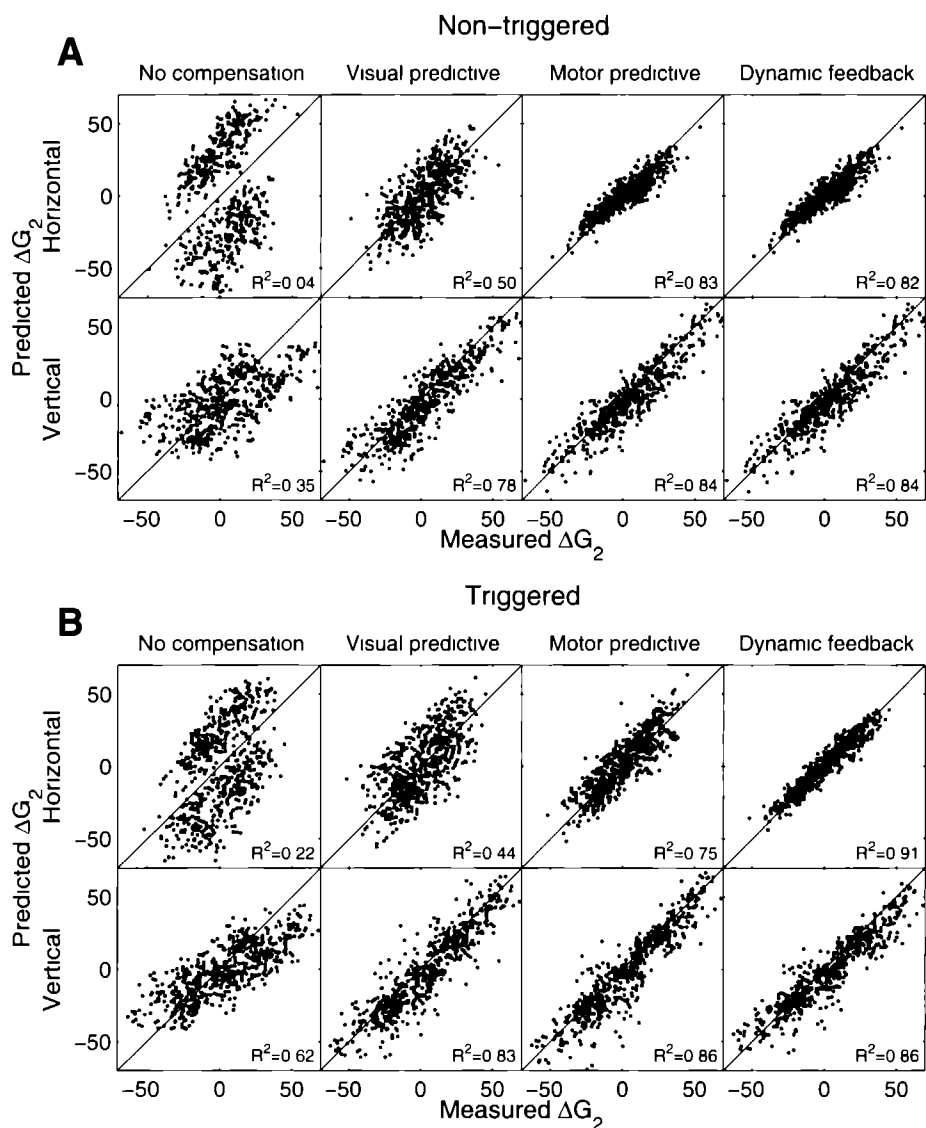 Non-triggered
A
No compensation Visual predictive Motor predictive Dynamic feedback
Predicted ΔG2
Horizontal
50
0
−50
R2=0 04 R2=0 50 R2=0 83 R2=0 82
Vertical
50
0
−50
R2=0 35 R2=0 78 R2=0 84 R2=0 84
−50 0 50 −50 0 50 −50 0 50 −50 0 50
Measured ΔG2
Triggered
B
No compensation Visual predictive Motor predictive Dynamic feedback
Predicted ΔG2
Horizontal
50
0
−50
R2=0 22 R2=0 44 R2=0 75 R2=0 91
Vertical
50
0
−50
R2=0 62 R2=0 83 R2=0 86 R2=0 86
−50 0 50 −50 0 50 −50 0 50 −50 0 50
Measured ΔG2